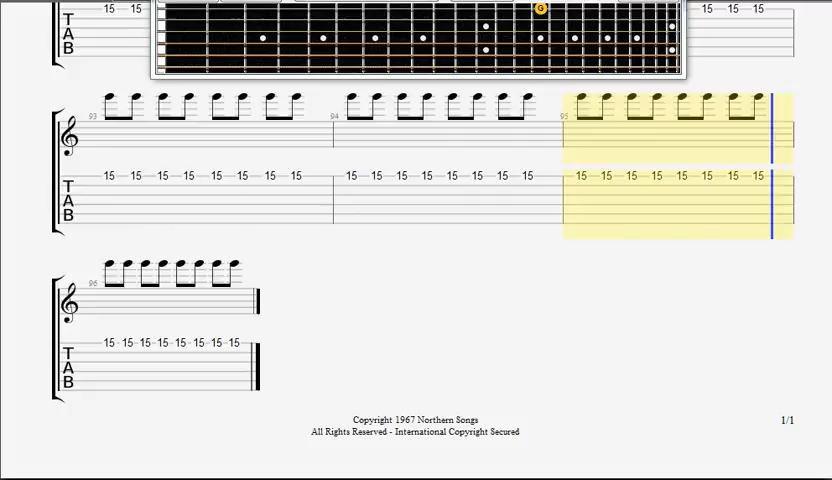 15 15 15 15 15
T
A
B
G
93 94 95
15 15 15 15 15 15 15 15 15 15 15 15 15 15 15 15 15 15 15 15 15 15 15 15
T
A
B
96
15 15 15 15 15 15 15 15
T
A
B
Copyright 1967 Northern Songs
All Rights Reserved - International Copyright Secured
1/1